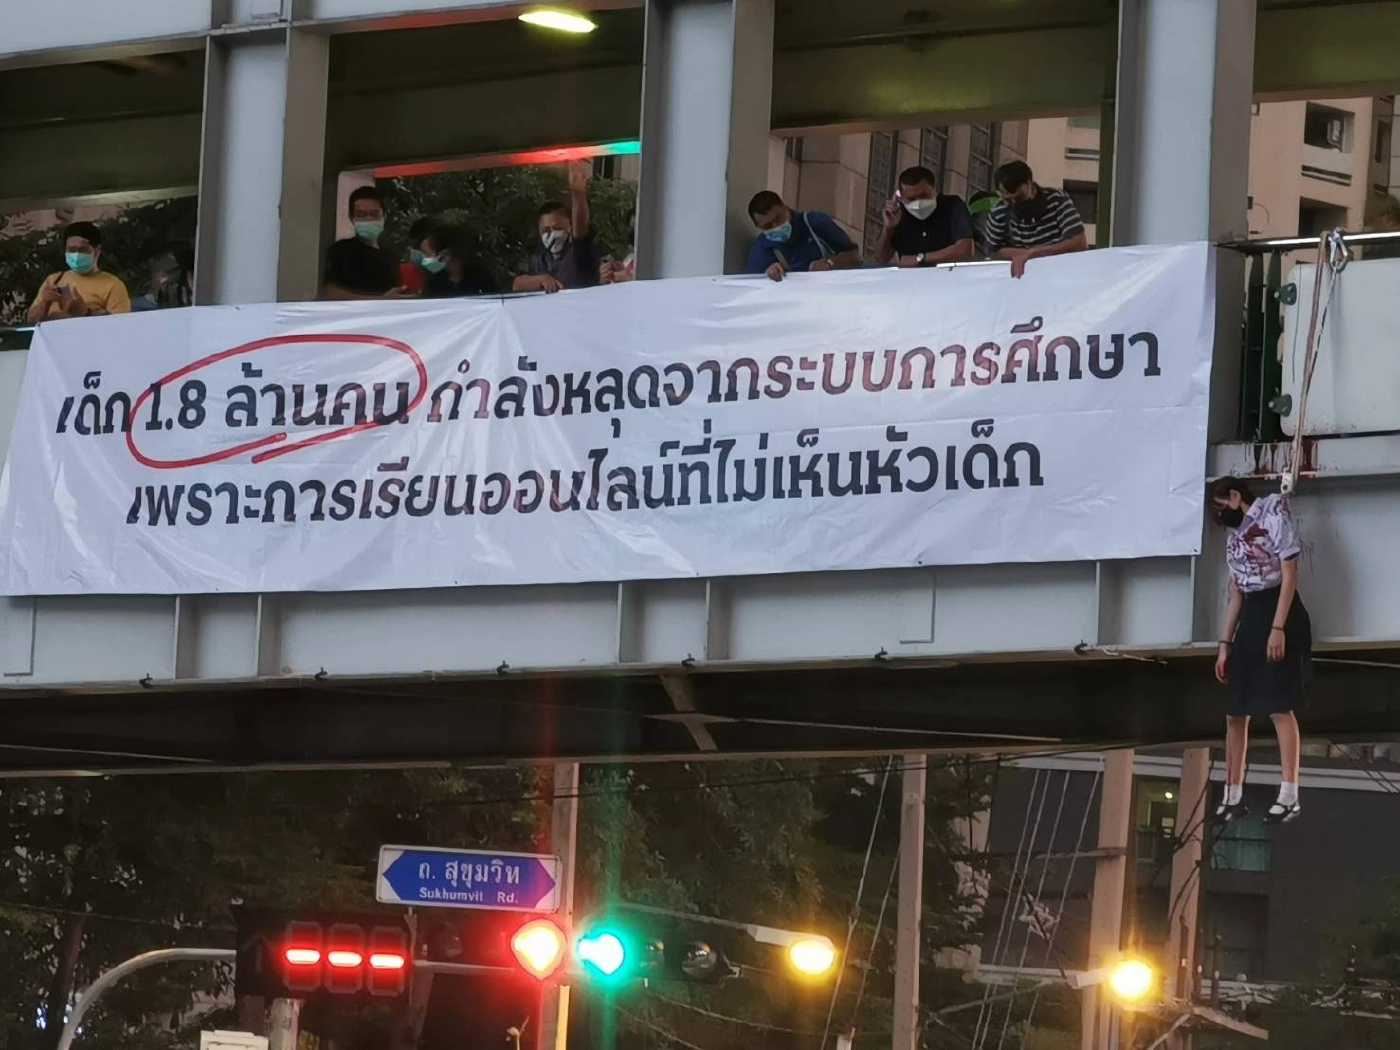 เด็ก 1.8 ล้านคน กำลังหลุดจากระบบการศึกษา
เพราะการเรียนออนไลน์ที่ไม่เห็นหัวเด็ก
ถ. สุขุมวิท
Sukhumvit Rd.